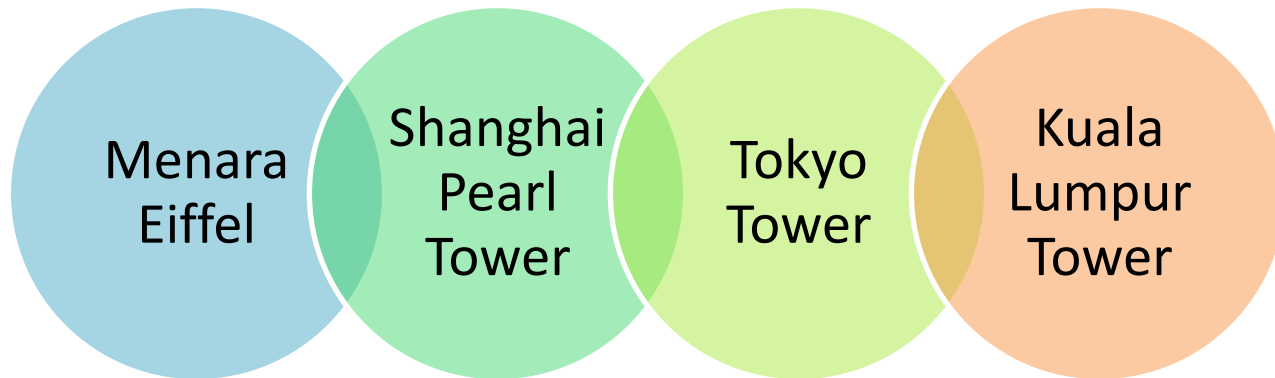 Menara
Eiffel
Shanghai
Pearl
Tower
Tokyo
Tower
Kuala
Lumpur
Tower